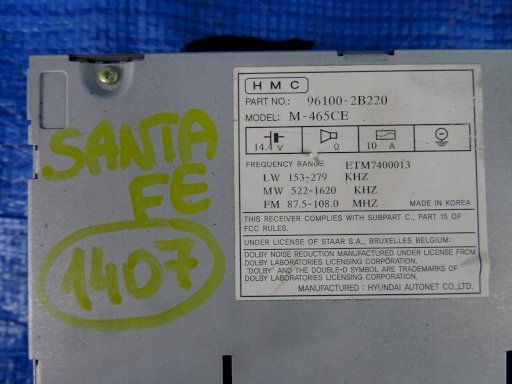 SANTA
FE
1407
HMC
PART NO.: 96100-2B220
MODEL: M-465CE
14.4 V Ω 10 A
FREQUENCY RANGE ETM7400013
LW 153-279 KHZ
MW 522-1620 KHZ
FM 87.5-108.0 MHZ MADE IN KOREA
THIS RECEIVER COMPLIES WITH SUBPART C., PART 15 OF
FCC RULES.
UNDER LICENSE OF STAAR S.A., BRUXELLES BELGIUM:
DOLBY NOISE REDUCTION MANUFACTURED UNDER LICENSE FROM
DOLBY LABORATORIES LICENSING CORPORATION.
"DOLBY" AND THE DOUBLE-D SYMBOL ARE TRADEMARKS OF
DOLBY LABORATORIES LICENSING CORPORATION.
MANUFACTURED : HYUNDAI AUTONET CO.,LTD.